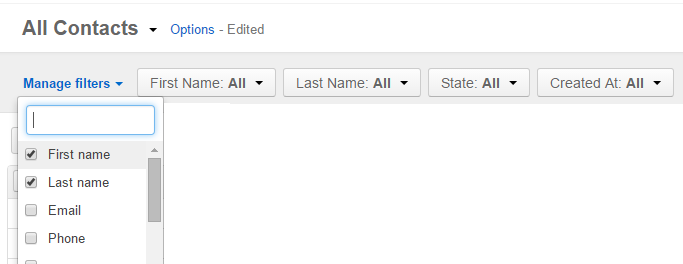 All Contacts Options - Edited
Manage filters First Name: All Last Name: All State: All Created At: All
First name
Last name
Email
Phone